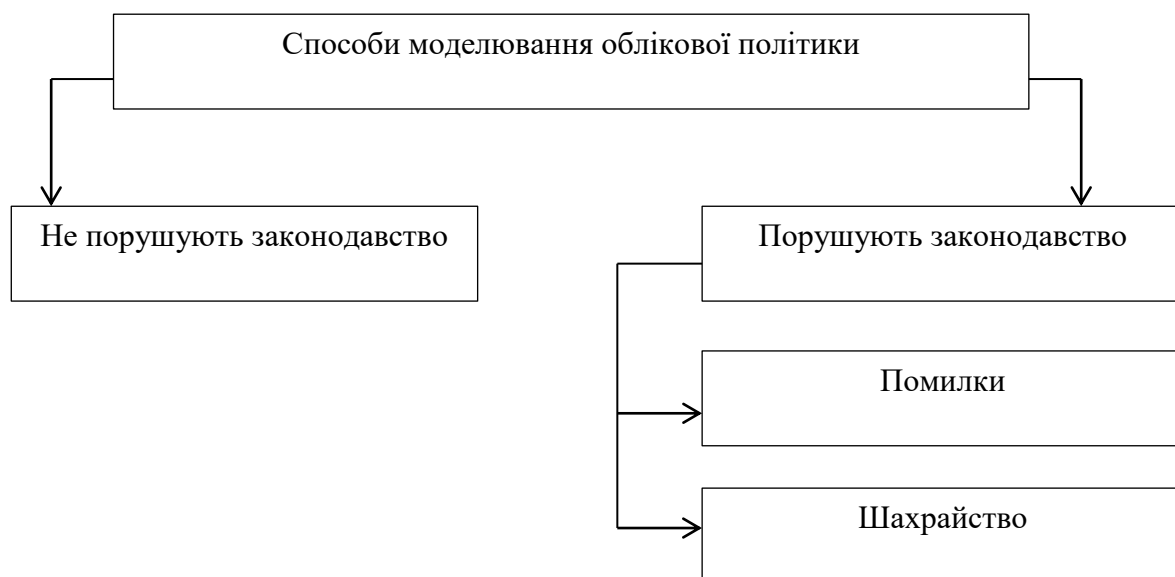 Способи моделювання облікової політики
Не порушують законодавство
Порушують законодавство
Помилки
Шахрайство